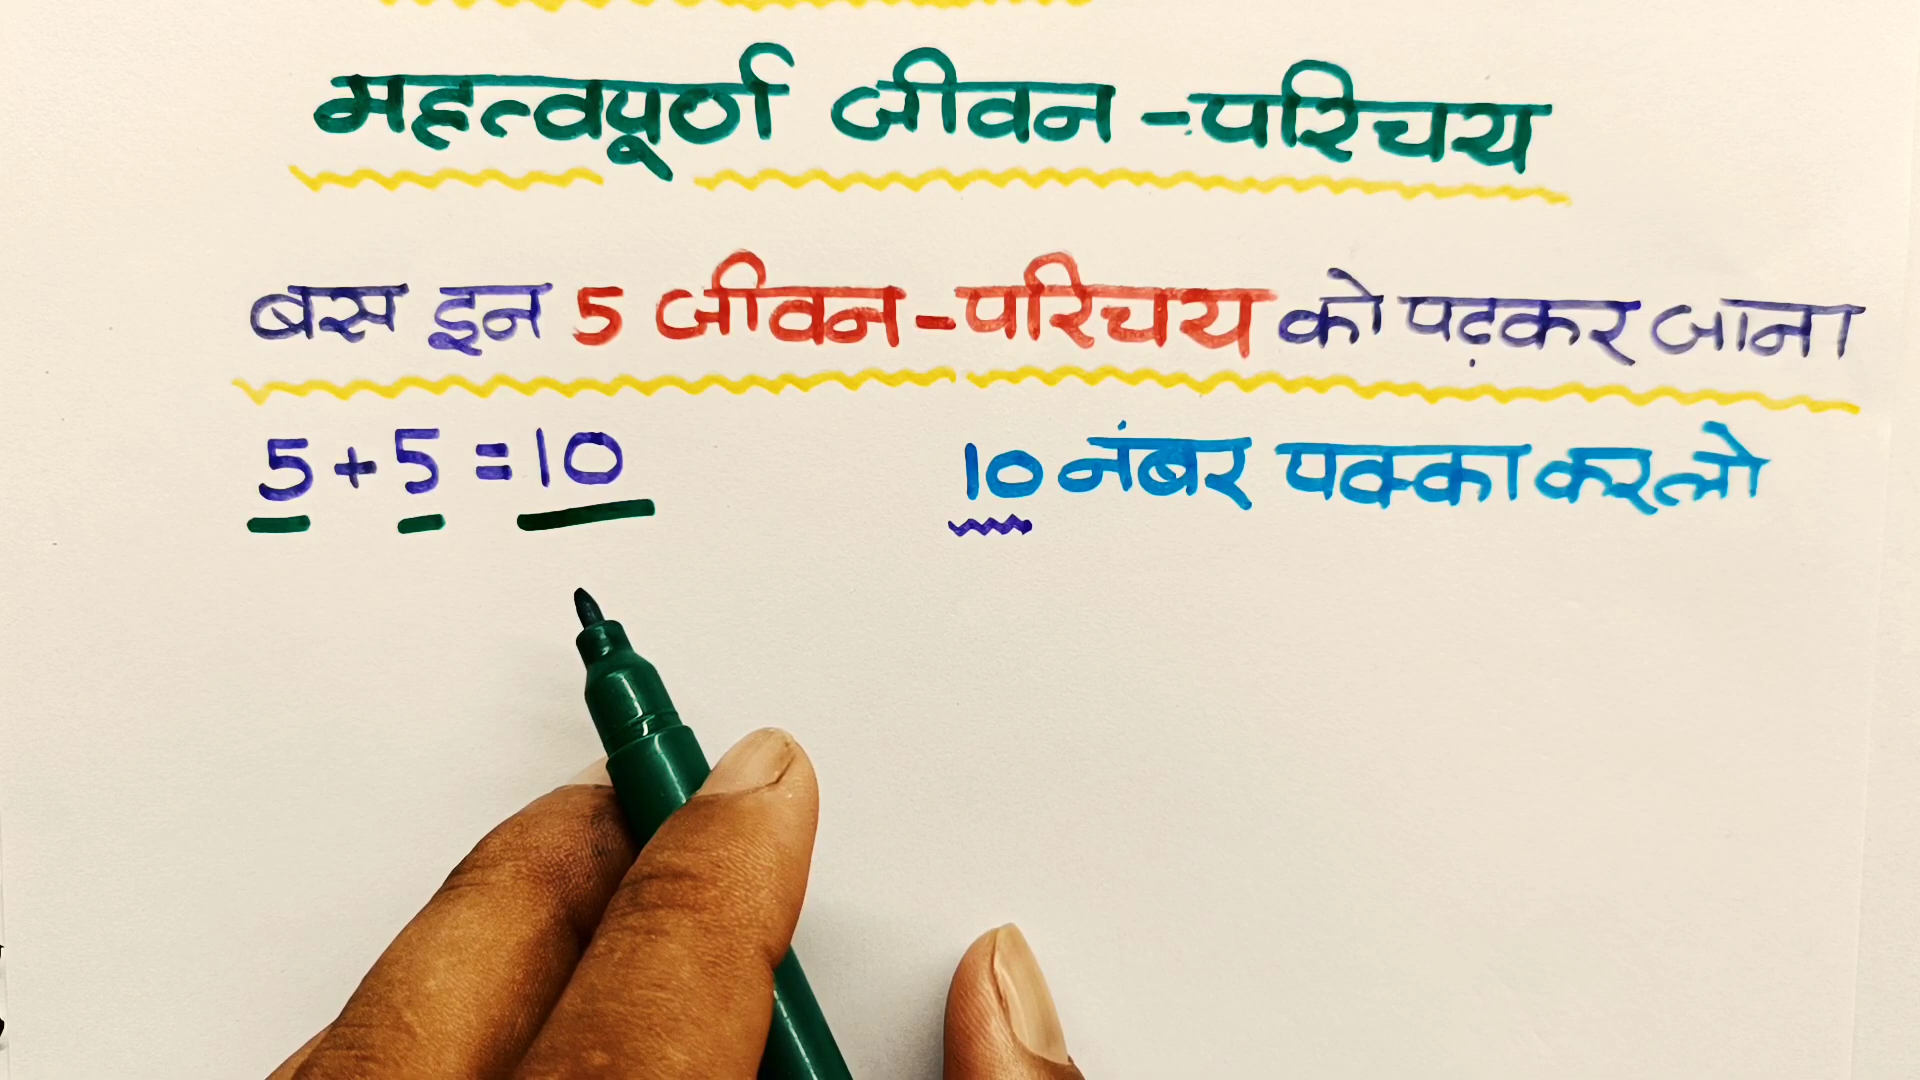 महत्वपूर्ण जीवन -परिचय
बस इन 5 जीवन-परिचय को पढ़कर जाना
5+5=10 10 नंबर पक्का करलो